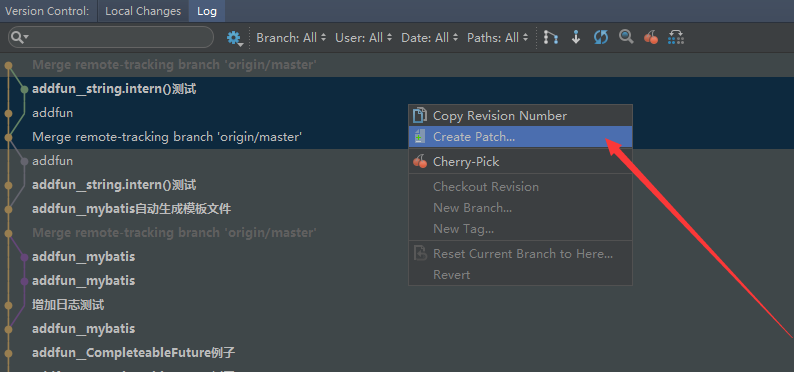 Version Control: Local Changes Log
Branch: All User: All Date: All Paths: All
Merge remote-tracking branch 'origin/master'
addfun__string.intern()测试
addfun
Merge remote-tracking branch 'origin/master'
addfun
addfun__string.intern()测试
addfun__mybatis自动生成模板文件
Merge remote-tracking branch 'origin/master'
addfun__mybatis
addfun__mybatis
增加日志测试
addfun__mybatis
addfun__CompleteableFuture例子
Copy Revision Number
Create Patch...
Cherry-Pick
Checkout Revision
New Branch...
New Tag...
Reset Current Branch to Here...
Revert